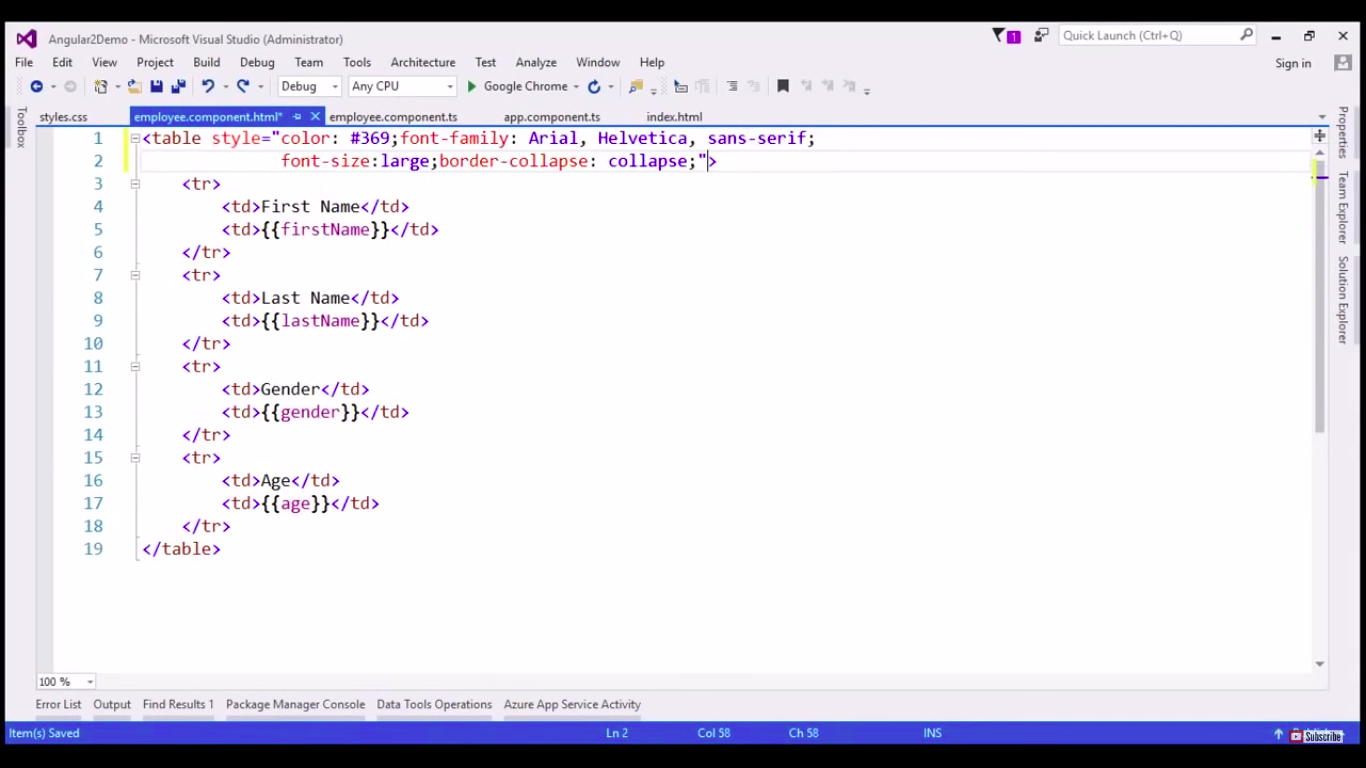 Angular2Demo - Microsoft Visual Studio (Administrator)
1
Quick Launch (Ctrl+Q)
File Edit View Project Build Debug Team Tools Architecture Test Analyze Window Help
Sign in
Debug Any CPU Google Chrome
Toolbox
styles.css employee.component.html* employee.component.ts app.component.ts index.html
1 <table style="color: #369;font-family: Arial, Helvetica, sans-serif;
2 font-size:large;border-collapse: collapse;">
3 <tr>
4 <td>First Name</td>
5 <td>{{firstName}}</td>
6 </tr>
7 <tr>
8 <td>Last Name</td>
9 <td>{{lastName}}</td>
10 </tr>
11 <tr>
12 <td>Gender</td>
13 <td>{{gender}}</td>
14 </tr>
15 <tr>
16 <td>Age</td>
17 <td>{{age}}</td>
18 </tr>
19 </table>
Properties
Team Explorer
Solution Explorer
100 %
Error List Output Find Results 1 Package Manager Console Data Tools Operations Azure App Service Activity
Item(s) Saved Ln 2 Col 58 Ch 58 INS
Subscribe